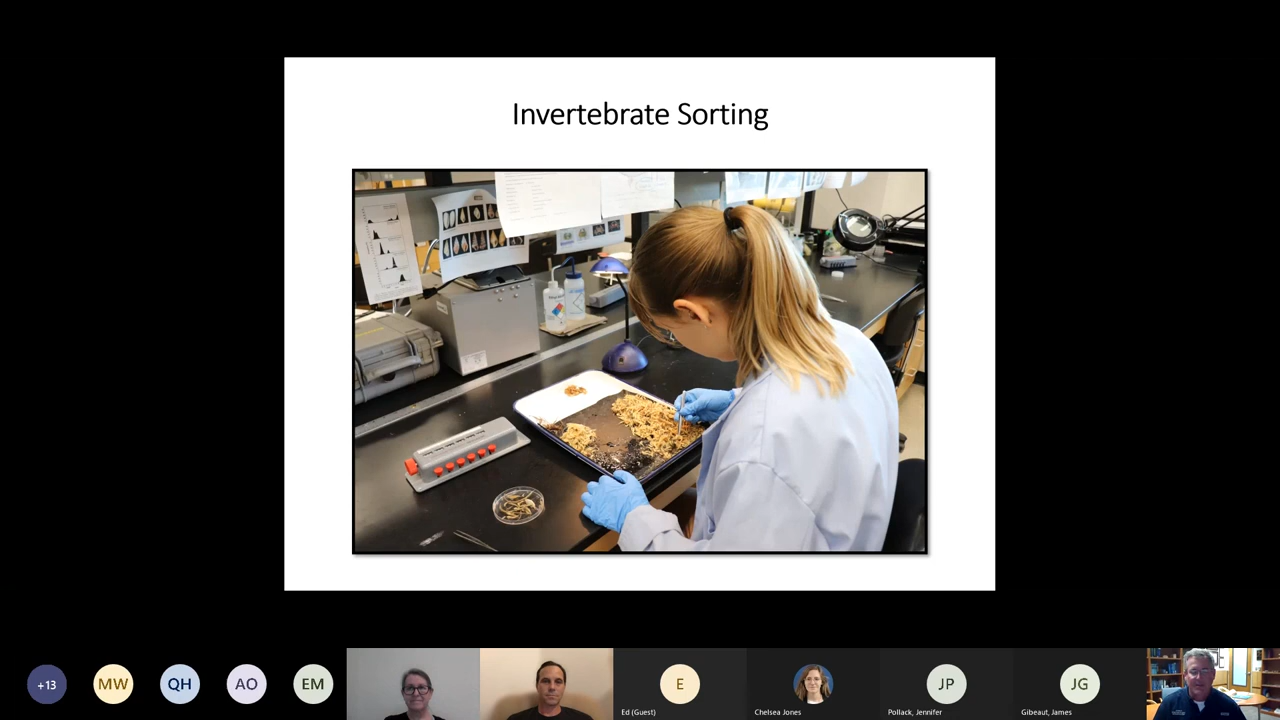 Invertebrate Sorting
+13
MW
QH
AO
EM
E
Ed (Guest)
Chelsea Jones
JP
Pollack, Jennifer
JG
Gibeaut, James